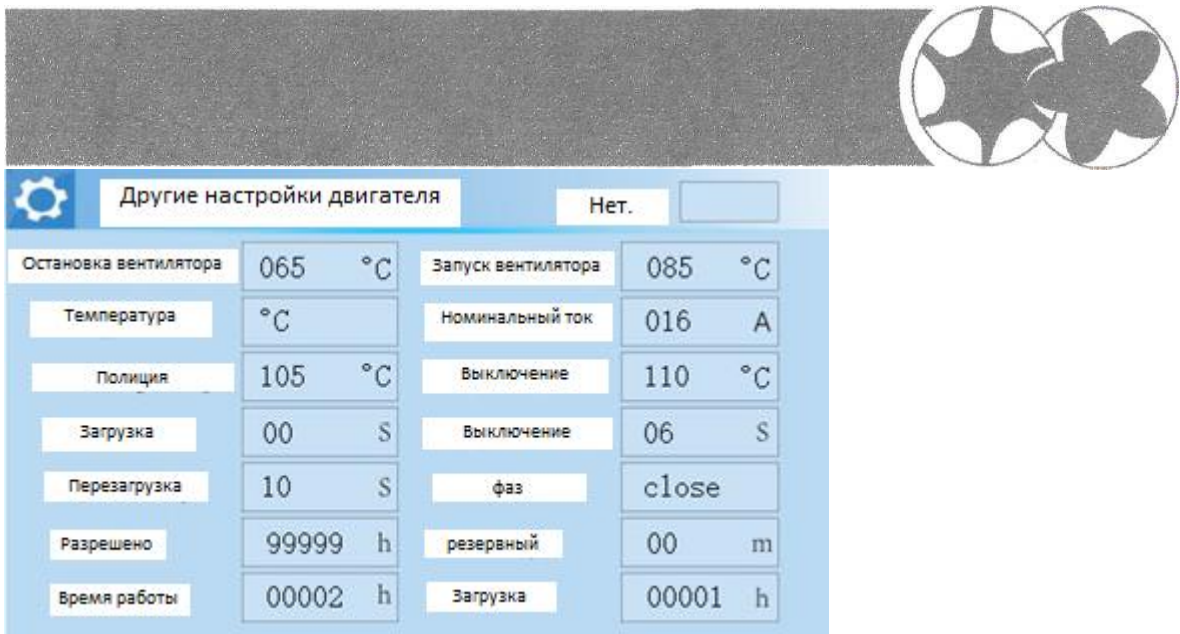 Другие настройки двигателя Нет.
Остановка вентилятора 065 °C Запуск вентилятора 085 °C
Температура °C Номинальный ток 016 A
Полиция 105 °C Выключение 110 °C
Загрузка 00 S Выключение 06 S
Перезагрузка 10 S фаз close
Разрешено 99999 h резервный 00 m
Время работы 00002 h Загрузка 00001 h